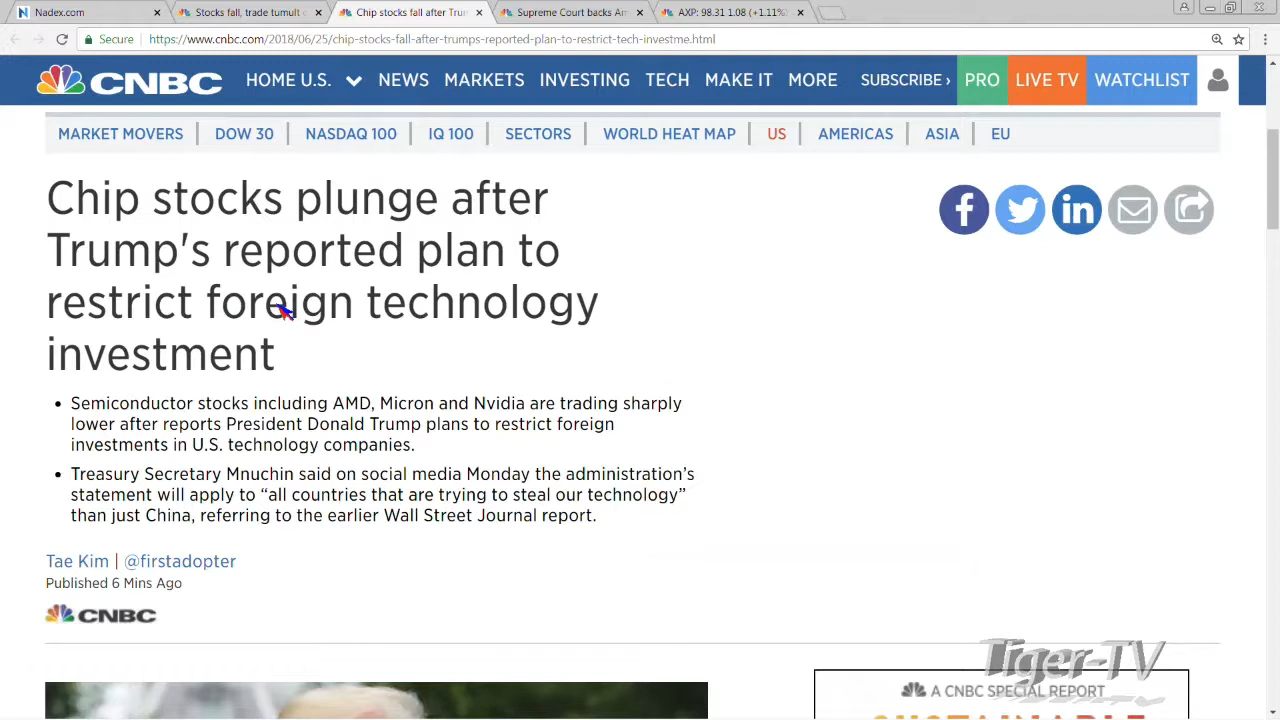 Nadex.com
Stocks fall, trade tumult
Chip stocks fall after Trum
Supreme Court backs Am
AXP: 98.31 1.08 (+1.11%)
Secure
https://www.cnbc.com/2018/06/25/chip-stocks-fall-after-trumps-reported-plan-to-restrict-tech-investme.html
CNBC HOME U.S. NEWS MARKETS INVESTING TECH MAKE IT MORE SUBSCRIBE › PRO LIVE TV WATCHLIST
MARKET MOVERS DOW 30 NASDAQ 100 IQ 100 SECTORS WORLD HEAT MAP US AMERICAS ASIA EU
Chip stocks plunge after
Trump's reported plan to
restrict foreign technology
investment
• Semiconductor stocks including AMD, Micron and Nvidia are trading sharply
lower after reports President Donald Trump plans to restrict foreign
investments in U.S. technology companies.
• Treasury Secretary Mnuchin said on social media Monday the administration’s
statement will apply to “all countries that are trying to steal our technology”
than just China, referring to the earlier Wall Street Journal report.
Tae Kim | @firstadopter
Published 6 Mins Ago
CNBC
Tiger-TV
A CNBC SPECIAL REPORT